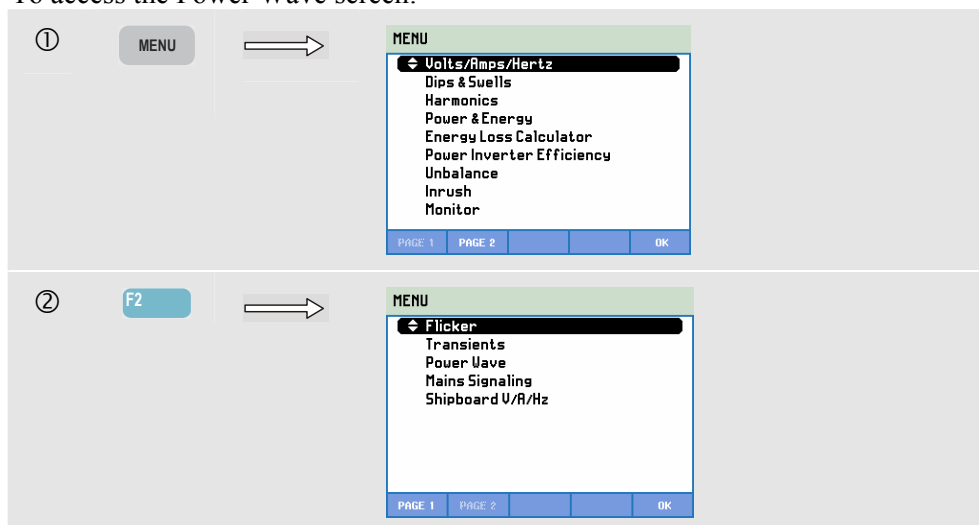 To access the Power Wave screen:
① MENU
MENU
Volts/Amps/Hertz
Dips & Swells
Harmonics
Power & Energy
Energy Loss Calculator
Power Inverter Efficiency
Unbalance
Inrush
Monitor
PAGE 1 PAGE 2 OK
② F2
MENU
Flicker
Transients
Power Wave
Mains Signaling
Shipboard V/A/Hz
PAGE 1 PAGE 2 OK